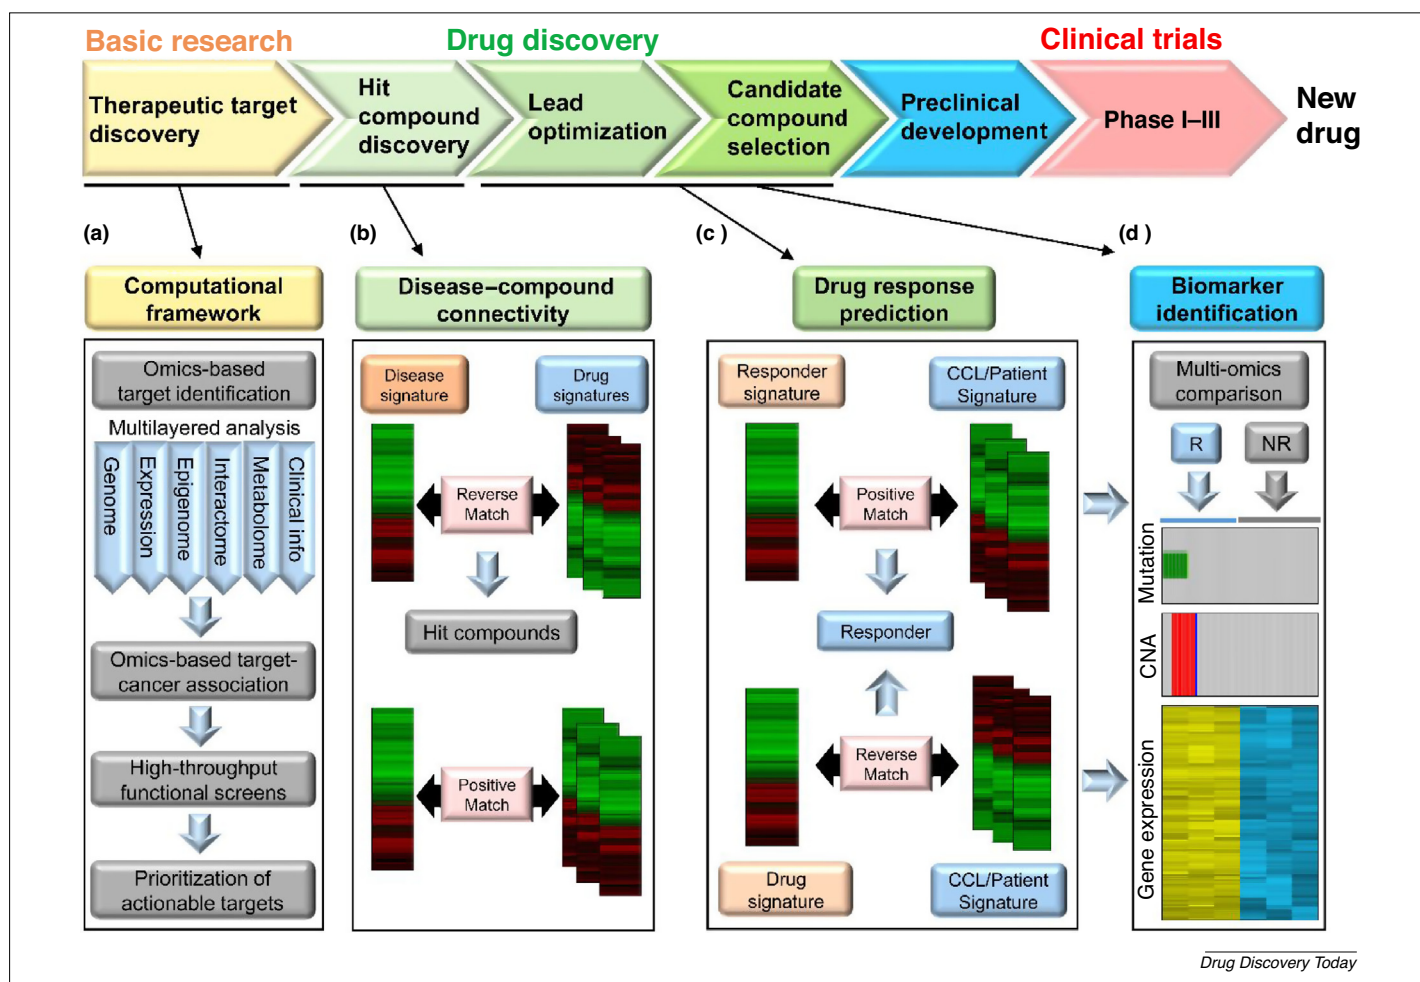 Basic research
Drug discovery
Clinical trials
Therapeutic target
discovery
Hit
compound
discovery
Lead
optimization
Candidate
compound
selection
Preclinical
development
Phase I–III
New
drug
(a)
(b)
(c )
(d )
Computational
framework
Omics-based
target identification
Multilayered analysis
Genome
Expression
Epigenome
Interactome
Metabolome
Clinical info
Omics-based target-
cancer association
High-throughput
functional screens
Prioritization of
actionable targets
Disease–compound
connectivity
Disease
signature
Drug
signatures
Reverse
Match
Hit compounds
Positive
Match
Drug response
prediction
Responder
signature
CCL/Patient
Signature
Positive
Match
Responder
Reverse
Match
Drug
signature
CCL/Patient
Signature
Biomarker
identification
Multi-omics
comparison
R
NR
Mutation
CNA
Gene expression
Drug Discovery Today